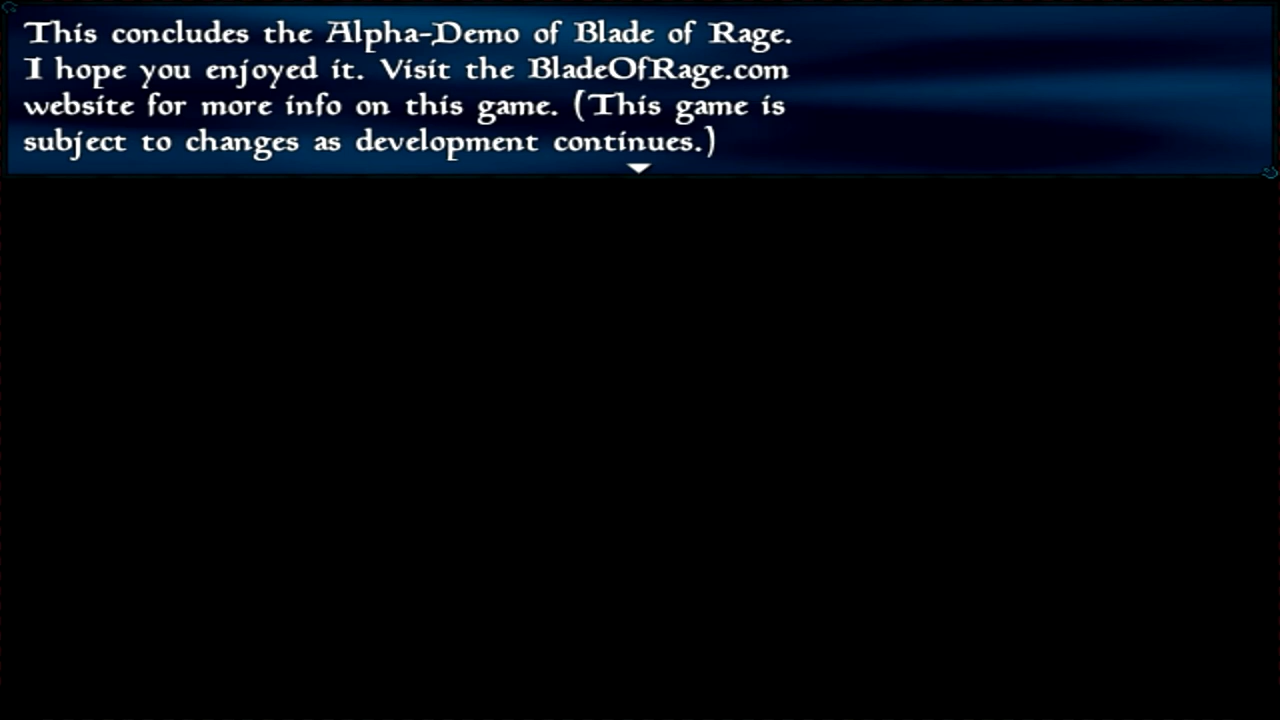 This concludes the Alpha-Demo of Blade of Rage.
I hope you enjoyed it. Visit the BladeOfRage.com
website for more info on this game. (This game is
subject to changes as development continues.)